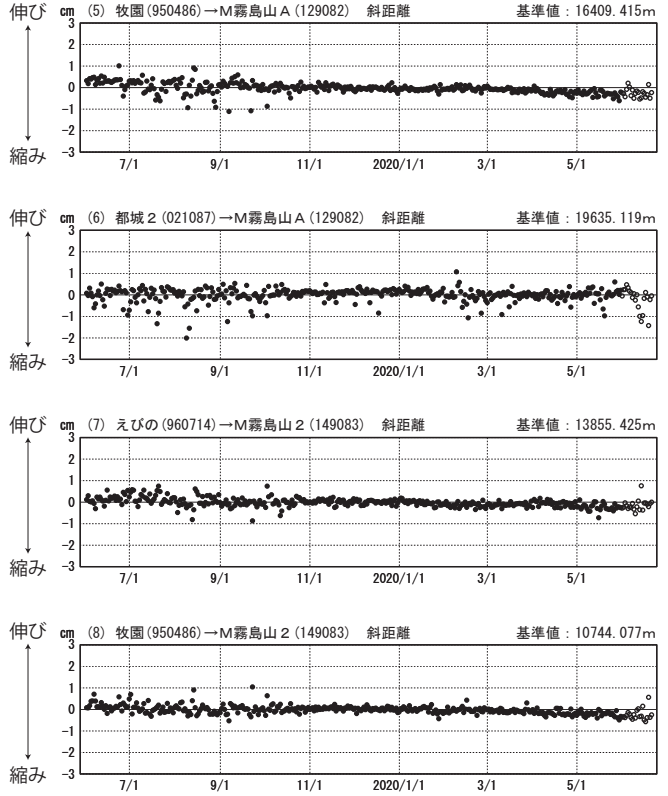 伸び cm (5) 牧園(950486)→M霧島山A(129082) 斜距離 基準値：16409.415m
3
2
1
0
-1
-2
縮み -3
7/1 9/1 11/1 2020/1/1 3/1 5/1
伸び cm (6) 都城2(021087)→M霧島山A(129082) 斜距離 基準値：19635.119m
3
2
1
0
-1
-2
縮み -3
7/1 9/1 11/1 2020/1/1 3/1 5/1
伸び cm (7) えびの(960714)→M霧島山2(149083) 斜距離 基準値：13855.425m
3
2
1
0
-1
-2
縮み -3
7/1 9/1 11/1 2020/1/1 3/1 5/1
伸び cm (8) 牧園(950486)→M霧島山2(149083) 斜距離 基準値：10744.077m
3
2
1
0
-1
-2
縮み -3
7/1 9/1 11/1 2020/1/1 3/1 5/1